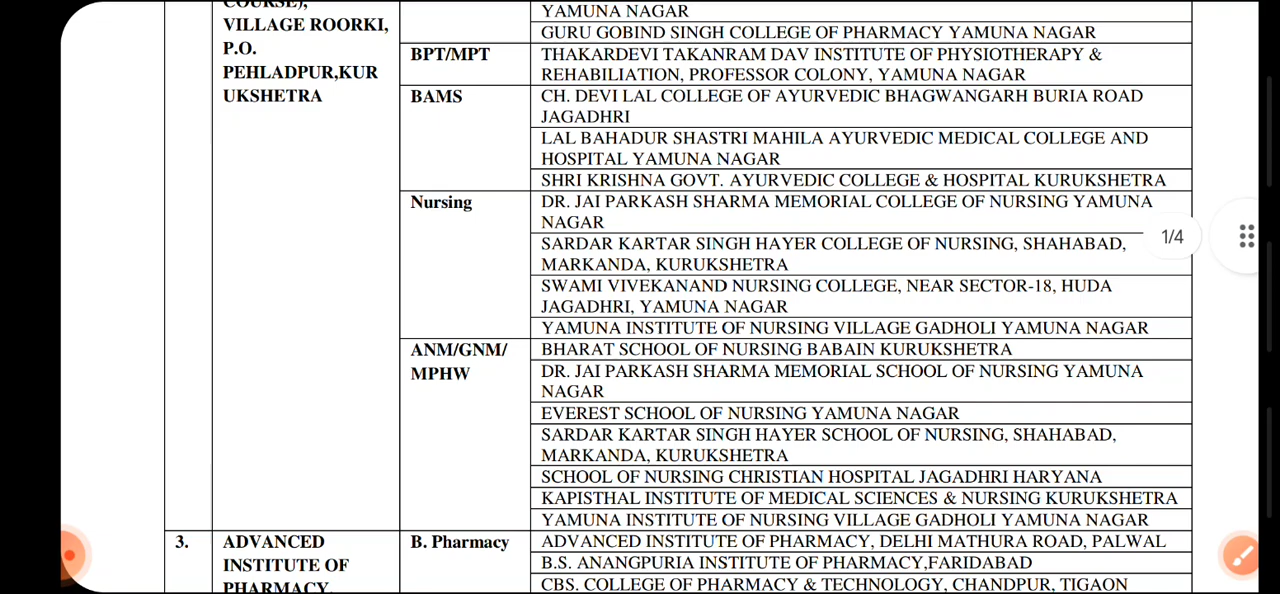 COURSE),
VILLAGE ROORKI,
P.O.
PEHLADPUR,KUR
UKSHETRA
YAMUNA NAGAR
GURU GOBIND SINGH COLLEGE OF PHARMACY YAMUNA NAGAR
BPT/MPT
THAKARDEVI TAKANRAM DAV INSTITUTE OF PHYSIOTHERAPY &
REHABILIATION, PROFESSOR COLONY, YAMUNA NAGAR
BAMS
CH. DEVI LAL COLLEGE OF AYURVEDIC BHAGWANGARH BURIA ROAD
JAGADHRI
LAL BAHADUR SHASTRI MAHILA AYURVEDIC MEDICAL COLLEGE AND
HOSPITAL YAMUNA NAGAR
SHRI KRISHNA GOVT. AYURVEDIC COLLEGE & HOSPITAL KURUKSHETRA
Nursing
DR. JAI PARKASH SHARMA MEMORIAL COLLEGE OF NURSING YAMUNA
NAGAR
SARDAR KARTAR SINGH HAYER COLLEGE OF NURSING, SHAHABAD,
MARKANDA, KURUKSHETRA
SWAMI VIVEKANAND NURSING COLLEGE, NEAR SECTOR-18, HUDA
JAGADHRI, YAMUNA NAGAR
YAMUNA INSTITUTE OF NURSING VILLAGE GADHOLI YAMUNA NAGAR
1/4
ANM/GNM/
MPHW
BHARAT SCHOOL OF NURSING BABAIN KURUKSHETRA
DR. JAI PARKASH SHARMA MEMORIAL SCHOOL OF NURSING YAMUNA
NAGAR
EVEREST SCHOOL OF NURSING YAMUNA NAGAR
SARDAR KARTAR SINGH HAYER SCHOOL OF NURSING, SHAHABAD,
MARKANDA, KURUKSHETRA
SCHOOL OF NURSING CHRISTIAN HOSPITAL JAGADHRI HARYANA
KAPISTHAL INSTITUTE OF MEDICAL SCIENCES & NURSING KURUKSHETRA
YAMUNA INSTITUTE OF NURSING VILLAGE GADHOLI YAMUNA NAGAR
3.
ADVANCED
INSTITUTE OF
PHARMACY,
B. Pharmacy
ADVANCED INSTITUTE OF PHARMACY, DELHI MATHURA ROAD, PALWAL
B.S. ANANGPURIA INSTITUTE OF PHARMACY,FARIDABAD
CBS. COLLEGE OF PHARMACY & TECHNOLOGY, CHANDPUR, TIGAON